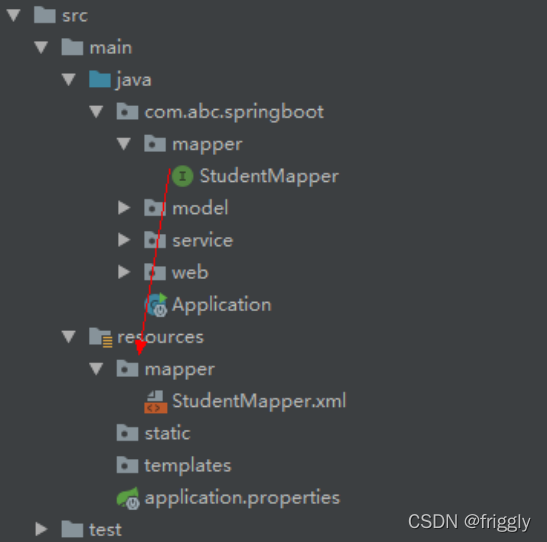 src
main
java
com.abc.springboot
mapper
StudentMapper
model
service
web
Application
resources
mapper
StudentMapper.xml
static
templates
application.properties
test
CSDN @friggly